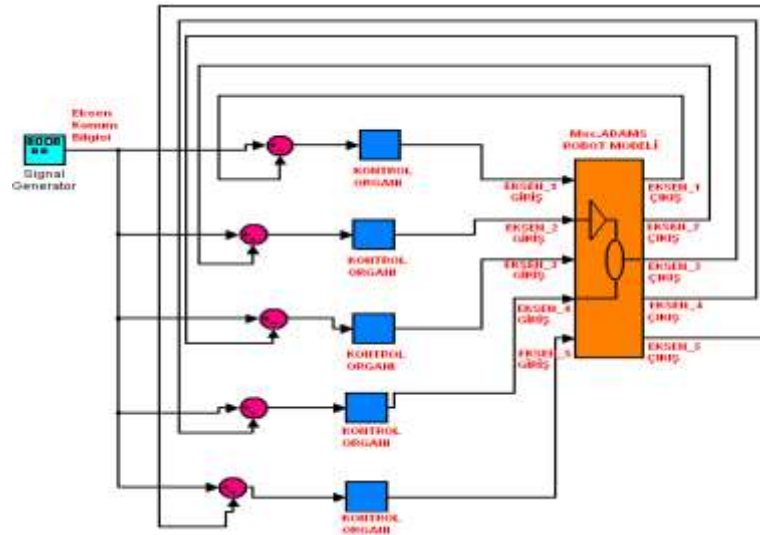 Eksen
Konum
Bilgisi
Signal
Generator
KONTROL
ORGANI
KONTROL
ORGANI
KONTROL
ORGANI
KONTROL
ORGANI
KONTROL
ORGANI
EKSEN_1
GİRİŞ
EKSEN_2
GİRİŞ
EKSEN_3
GİRİŞ
EKSEN_4
GİRİŞ
EKSEN_5
GİRİŞ
Msc.ADAMS
ROBOT MODELİ
EKSEN_1
ÇIKIŞ
EKSEN_2
ÇIKIŞ
EKSEN_3
ÇIKIŞ
EKSEN_4
ÇIKIŞ
EKSEN_5
ÇIKIŞ